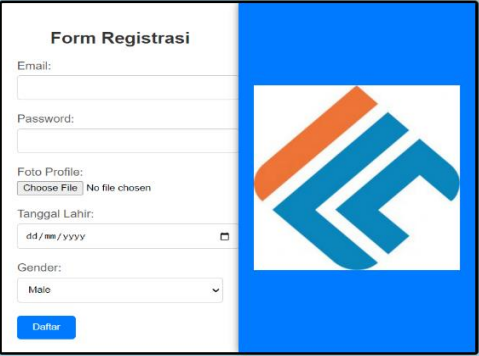 Form Registrasi
Email:
Password:
Foto Profile:
Choose File No file chosen
Tanggal Lahir:
dd/mm/yyyy
Gender:
Male
Daftar